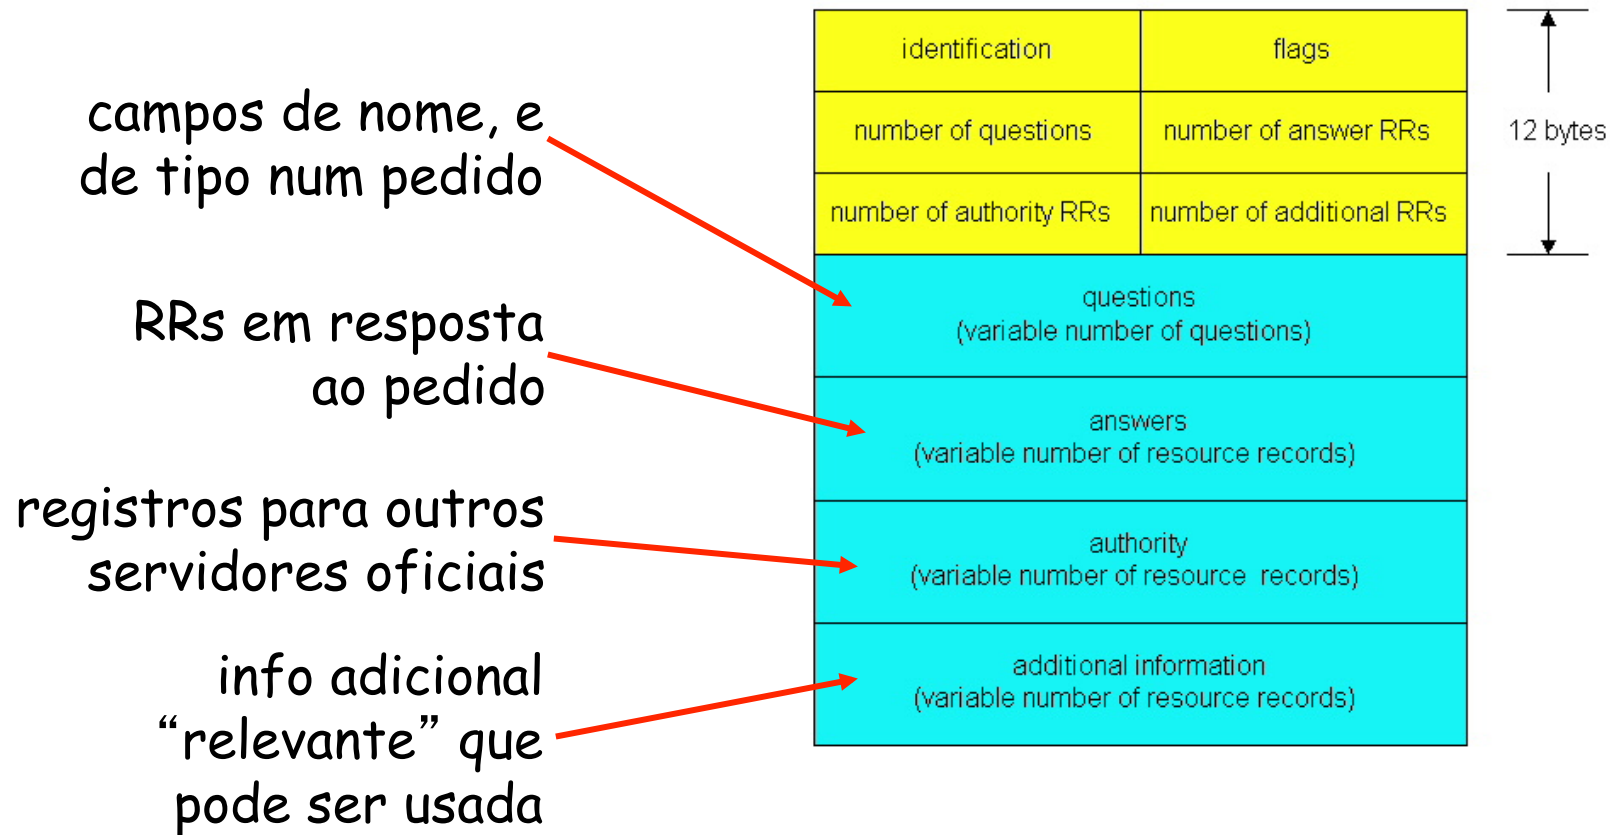 campos de nome, e
de tipo num pedido
RRs em resposta
ao pedido
registros para outros
servidores oficiais
info adicional
“relevante” que
pode ser usada
identification
flags
number of questions
number of answer RRs
number of authority RRs
number of additional RRs
12 bytes
questions
(variable number of questions)
answers
(variable number of resource records)
authority
(variable number of resource records)
additional information
(variable number of resource records)